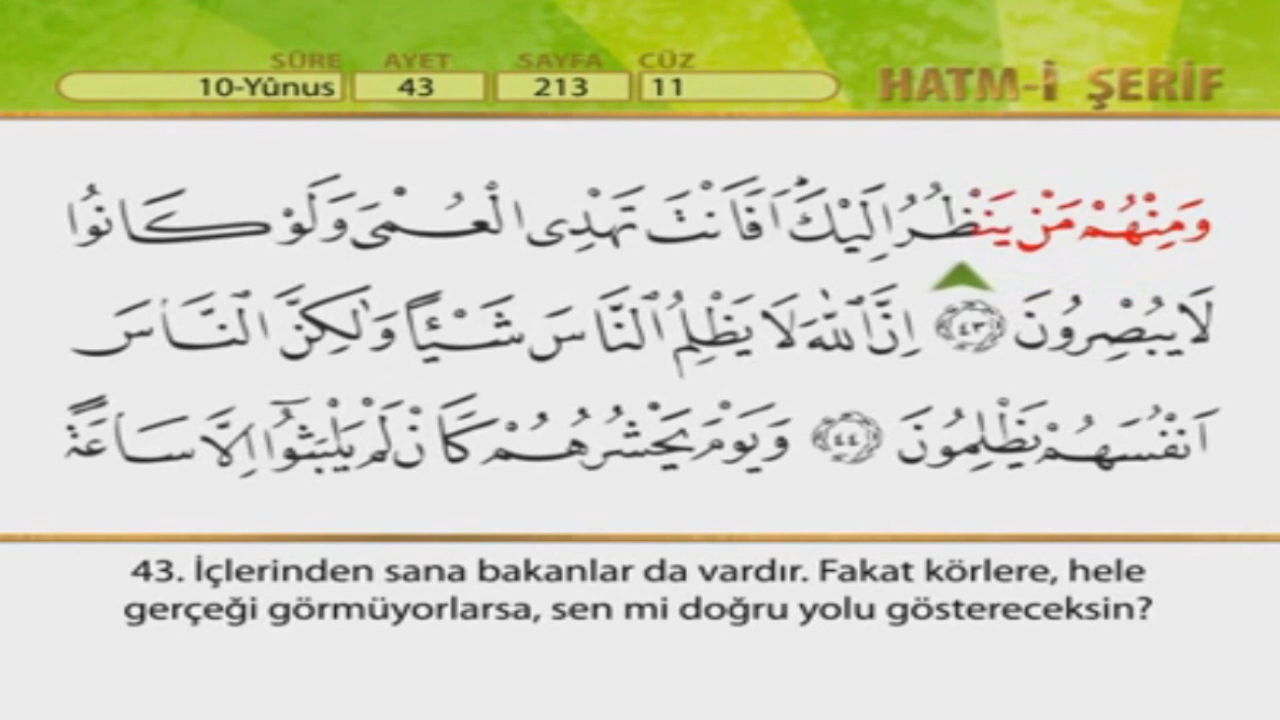 SÛRE AYET SAYFA CÜZ
10-Yûnus 43 213 11 HATM-İ ŞERİF
وَمِنْهُمْ مَنْ يَنْظُرُ اِلَيْكَۜ اَفَاَنْتَ تَهْدِى الْعُمْىَ وَلَوْ كَانُوا
لَا يُبْصِرُونَ ﴿٤٣﴾ اِنَّ اللّٰهَ لَا يَظْلِمُ النَّاسَ شَيْـًٔا وَلٰكِنَّ النَّاسَ
اَنْفُسَهُمْ يَظْلِمُونَ ﴿٤٤﴾ وَيَوْمَ يَحْشُرُهُمْ كَاَنْ لَمْ يَلْبَثُٓوا اِلَّا سَاعَةً
43. İçlerinden sana bakanlar da vardır. Fakat körlere, hele
gerçeği görmüyorlarsa, sen mi doğru yolu göstereceksin?